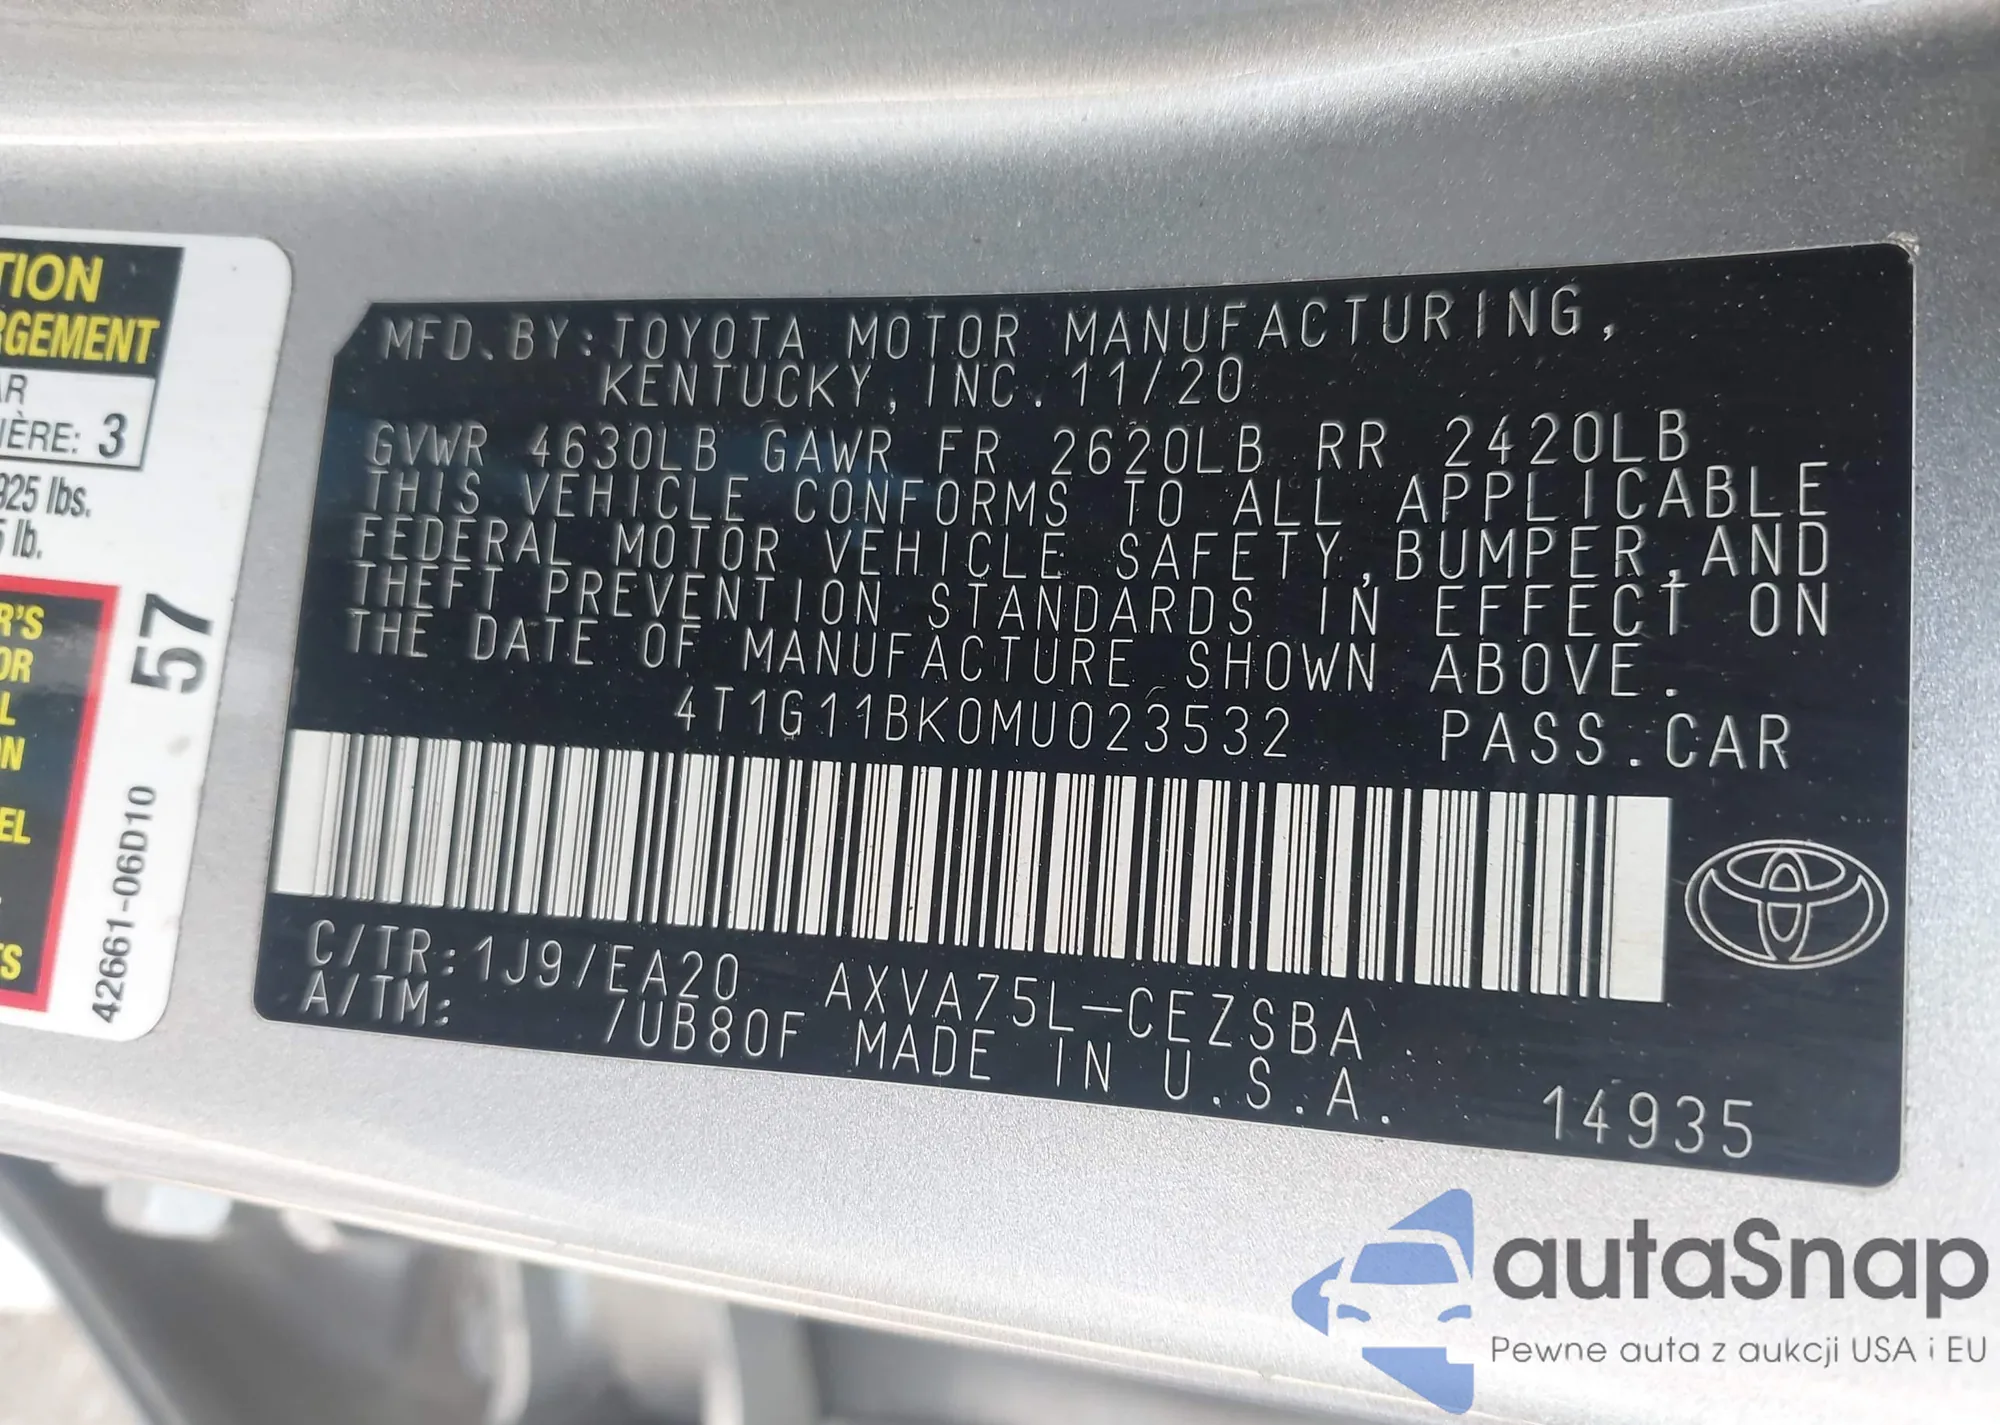 TION
RGEMENT
AR
IÈRE: 3
925 lbs.
5 lb.
R'S
OR
L
ON
EL
TS
57
42661-06D10
MFD. BY: TOYOTA MOTOR MANUFACTURING,
KENTUCKY, INC. 11/20
GVWR 4630LB GAWR FR 2620LB RR 2420LB
THIS VEHICLE CONFORMS TO ALL APPLICABLE
FEDERAL MOTOR VEHICLE SAFETY, BUMPER, AND
THEFT PREVENTION STANDARDS IN EFFECT ON
THE DATE OF MANUFACTURE SHOWN ABOVE.
4T1G11BK0MU023532 PASS. CAR
C/TR: 1J9/EA20 AXVA75L-CEZSBA
A/TM: /UB80F MADE IN U.S.A.
14935
autaSnap
Pewne auta z aukcji USA i EU